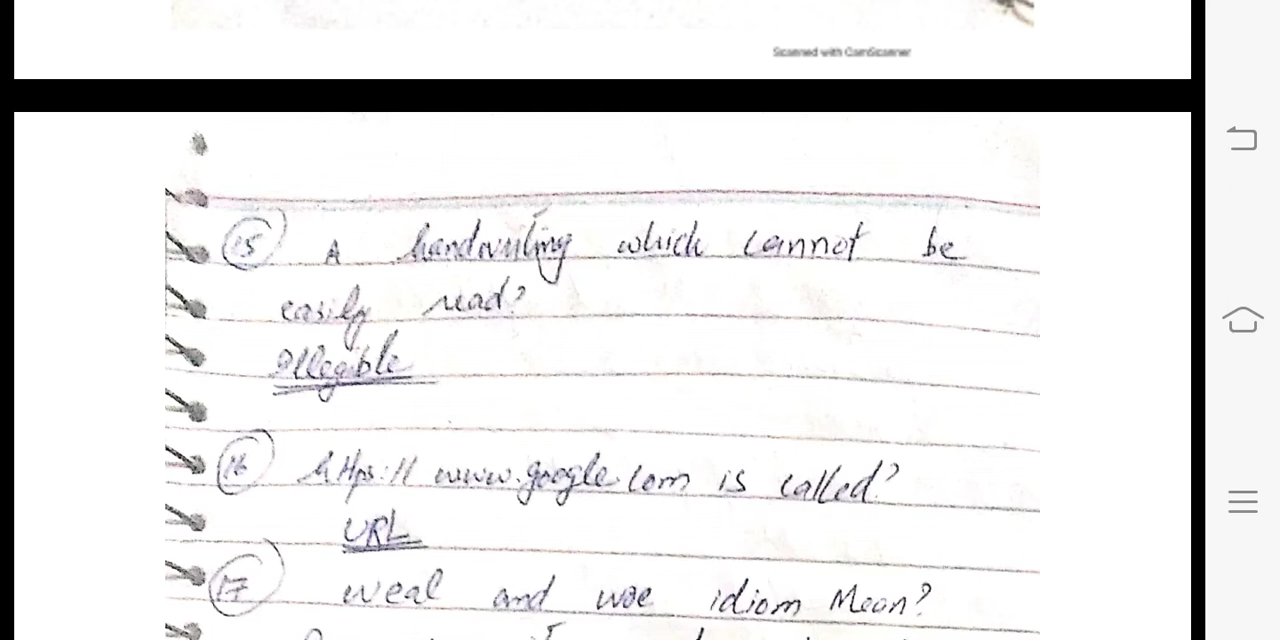 Scanned with CamScanner
15 A handwriting which cannot be
easily read?
illegible
16 https:// www.google.com is called?
URL
17 weal and woe idiom Mean?